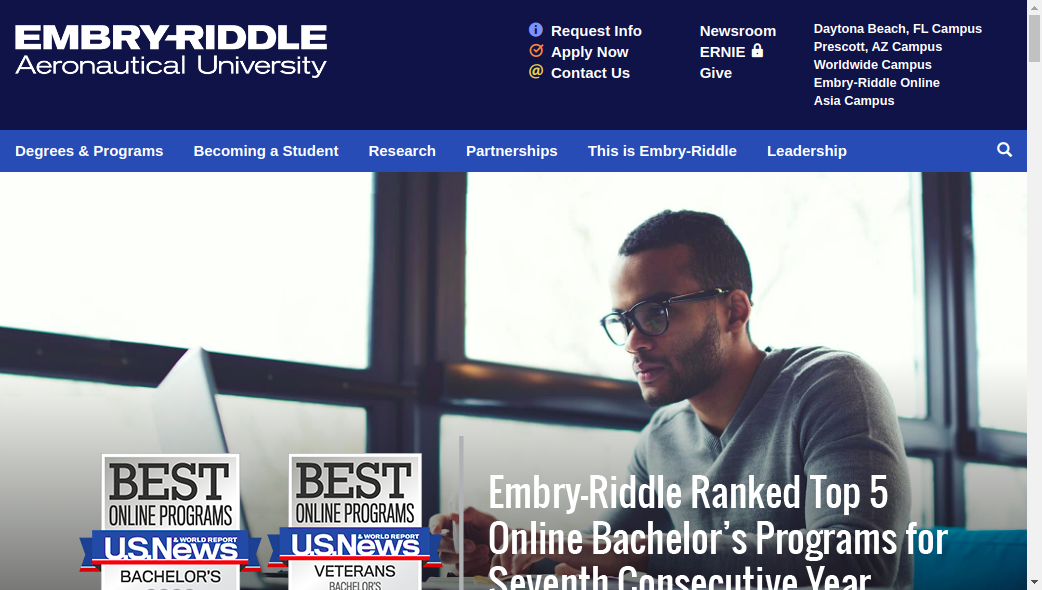 EMBRY-RIDDLE
Aeronautical University
Request Info
Apply Now
Contact Us
Newsroom
ERNIE
Give
Daytona Beach, FL Campus
Prescott, AZ Campus
Worldwide Campus
Embry-Riddle Online
Asia Campus
Degrees & Programs
Becoming a Student
Research
Partnerships
This is Embry-Riddle
Leadership
BEST
ONLINE PROGRAMS
U.S.News
& WORLD REPORT
BACHELOR'S
BEST
ONLINE PROGRAMS
U.S.News
& WORLD REPORT
VETERANS
BACHELOR'S
Embry-Riddle Ranked Top 5
Online Bachelor’s Programs for
Seventh Consecutive Year